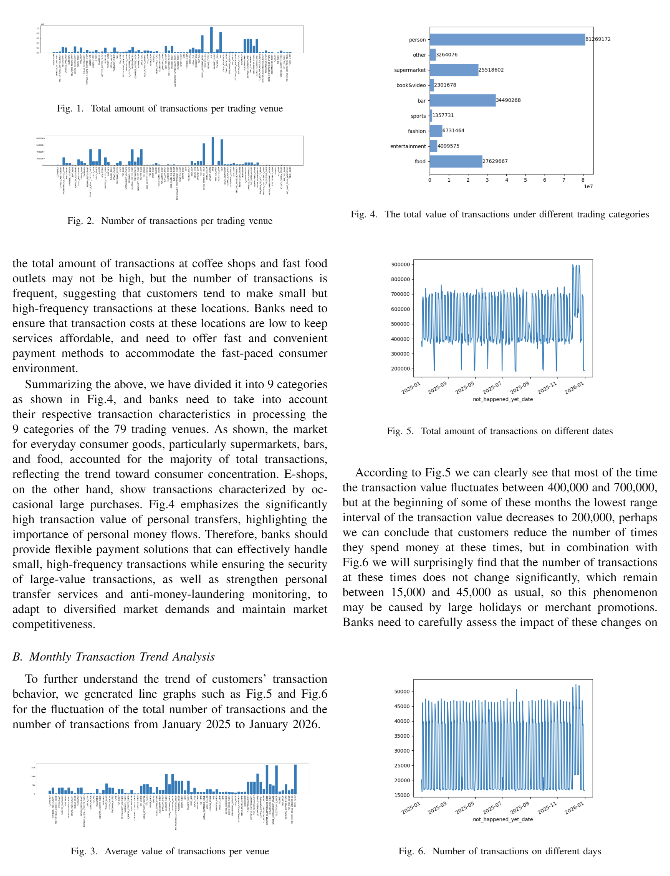 Fig. 1. Total amount of transactions per trading venue
Fig. 2. Number of transactions per trading venue
the total amount of transactions at coffee shops and fast food
outlets may not be high, but the number of transactions is
frequent, suggesting that customers tend to make small but
high-frequency transactions at these locations. Banks need to
ensure that transaction costs at these locations are low to keep
services affordable, and need to offer fast and convenient
payment methods to accommodate the fast-paced consumer
environment.
Summarizing the above, we have divided it into 9 categories
as shown in Fig.4, and banks need to take into account
their respective transaction characteristics in processing the
9 categories of the 79 trading venues. As shown, the market
for everyday consumer goods, particularly supermarkets, bars,
and food, accounted for the majority of total transactions,
reflecting the trend toward consumer concentration. E-shops,
on the other hand, show transactions characterized by oc-
casional large purchases. Fig.4 emphasizes the significantly
high transaction value of personal transfers, highlighting the
importance of personal money flows. Therefore, banks should
provide flexible payment solutions that can effectively handle
small, high-frequency transactions while ensuring the security
of large-value transactions, as well as strengthen personal
transfer services and anti-money-laundering monitoring, to
adapt to diversified market demands and maintain market
competitiveness.
B. Monthly Transaction Trend Analysis
To further understand the trend of customers' transaction
behavior, we generated line graphs such as Fig.5 and Fig.6
for the fluctuation of the total number of transactions and the
number of transactions from January 2025 to January 2026.
Fig. 3. Average value of transactions per venue
person 81269172
other 3264076
supermarket 25518602
book&video 2301678
bar 34490268
sports 1357731
fashion 6731464
entertainment 4099575
food 27629667
0 1 2 3 4 5 6 7 8
1e7
Fig. 4. The total value of transactions under different trading categories
900000
800000
700000
600000
500000
400000
300000
200000
2025-01 2025-03 2025-05 2025-07 2025-09 2025-11 2026-01
not_happened_yet_date
Fig. 5. Total amount of transactions on different dates
According to Fig.5 we can clearly see that most of the time
the transaction value fluctuates between 400,000 and 700,000,
but at the beginning of some of these months the lowest range
interval of the transaction value decreases to 200,000, perhaps
we can conclude that customers reduce the number of times
they spend money at these times, but in combination with
Fig.6 we will surprisingly find that the number of transactions
at these times does not change significantly, which remain
between 15,000 and 45,000 as usual, so this phenomenon
may be caused by large holidays or merchant promotions.
Banks need to carefully assess the impact of these changes on
50000
45000
40000
35000
30000
25000
20000
15000
2025-01 2025-03 2025-05 2025-07 2025-09 2025-11 2026-01
not_happened_yet_date
Fig. 6. Number of transactions on different days